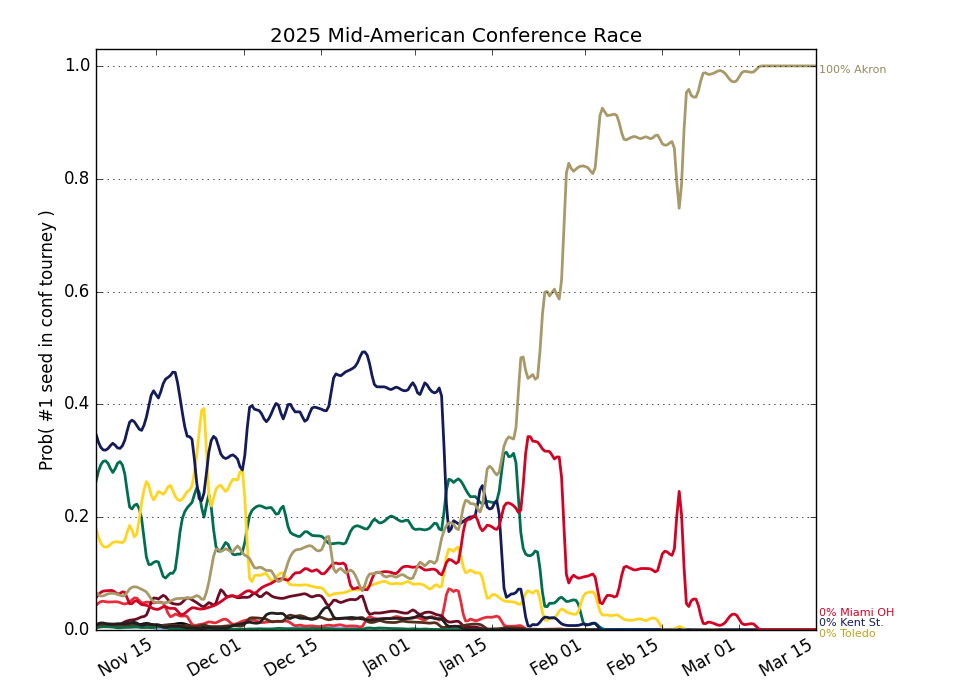 2025 Mid-American Conference Race
Prob( #1 seed in conf tourney )
1.0
0.8
0.6
0.4
0.2
0.0
Nov 15
Dec 01
Dec 15
Jan 01
Jan 15
Feb 01
Feb 15
Mar 01
Mar 15
100% Akron
0% Miami OH
0% Kent St.
0% Toledo